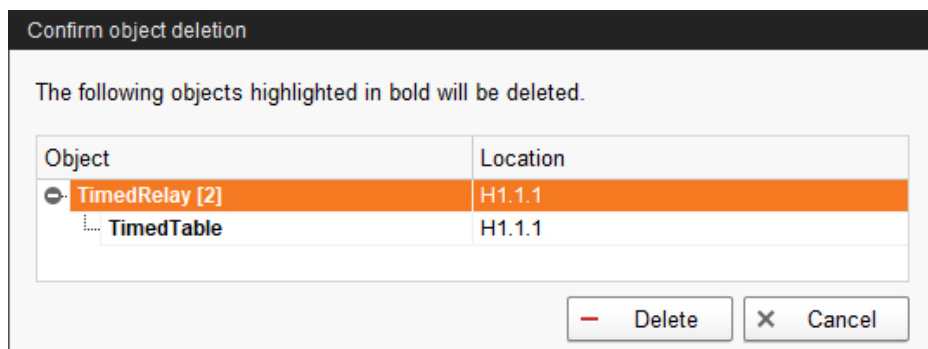 Confirm object deletion
The following objects highlighted in bold will be deleted.
Object Location
TimedRelay [2] H1.1.1
TimedTable H1.1.1
Delete Cancel